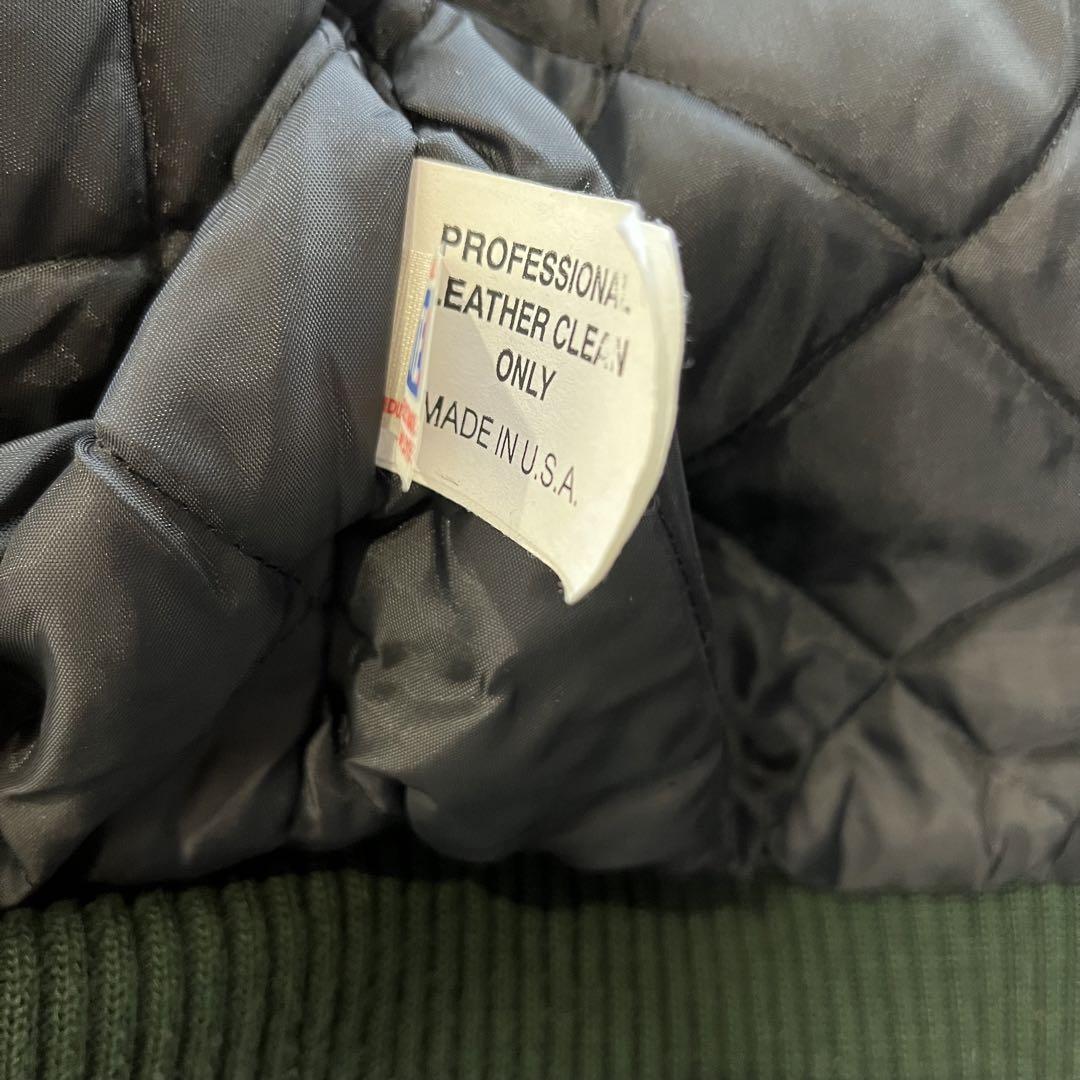 PROFESSIONAL
LEATHER CLEAN
ONLY
MADE IN U.S.A.